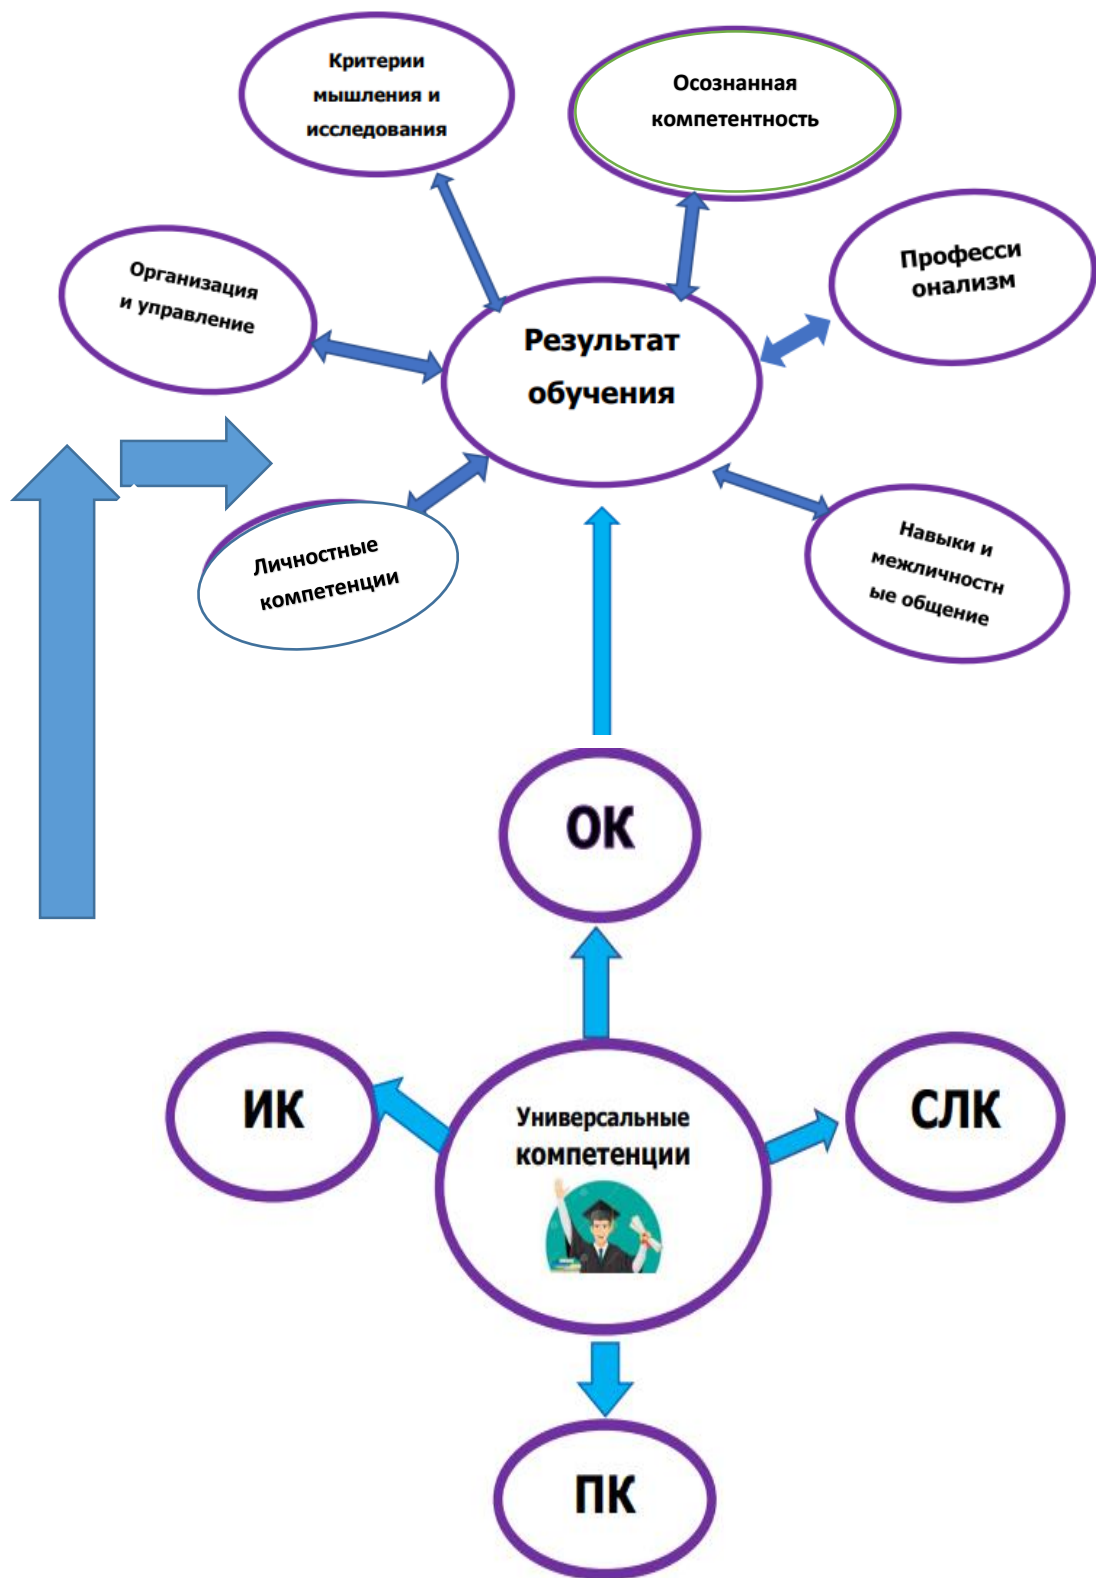 Критерии
мышления и
исследования
Осознанная
компетентность
Организация
и управление
Професси
онализм
Результат
обучения
Личностные
компетенции
Навыки и
межличностн
ые общение
ОК
ИК
Универсальные
компетенции
СЛК
ПК